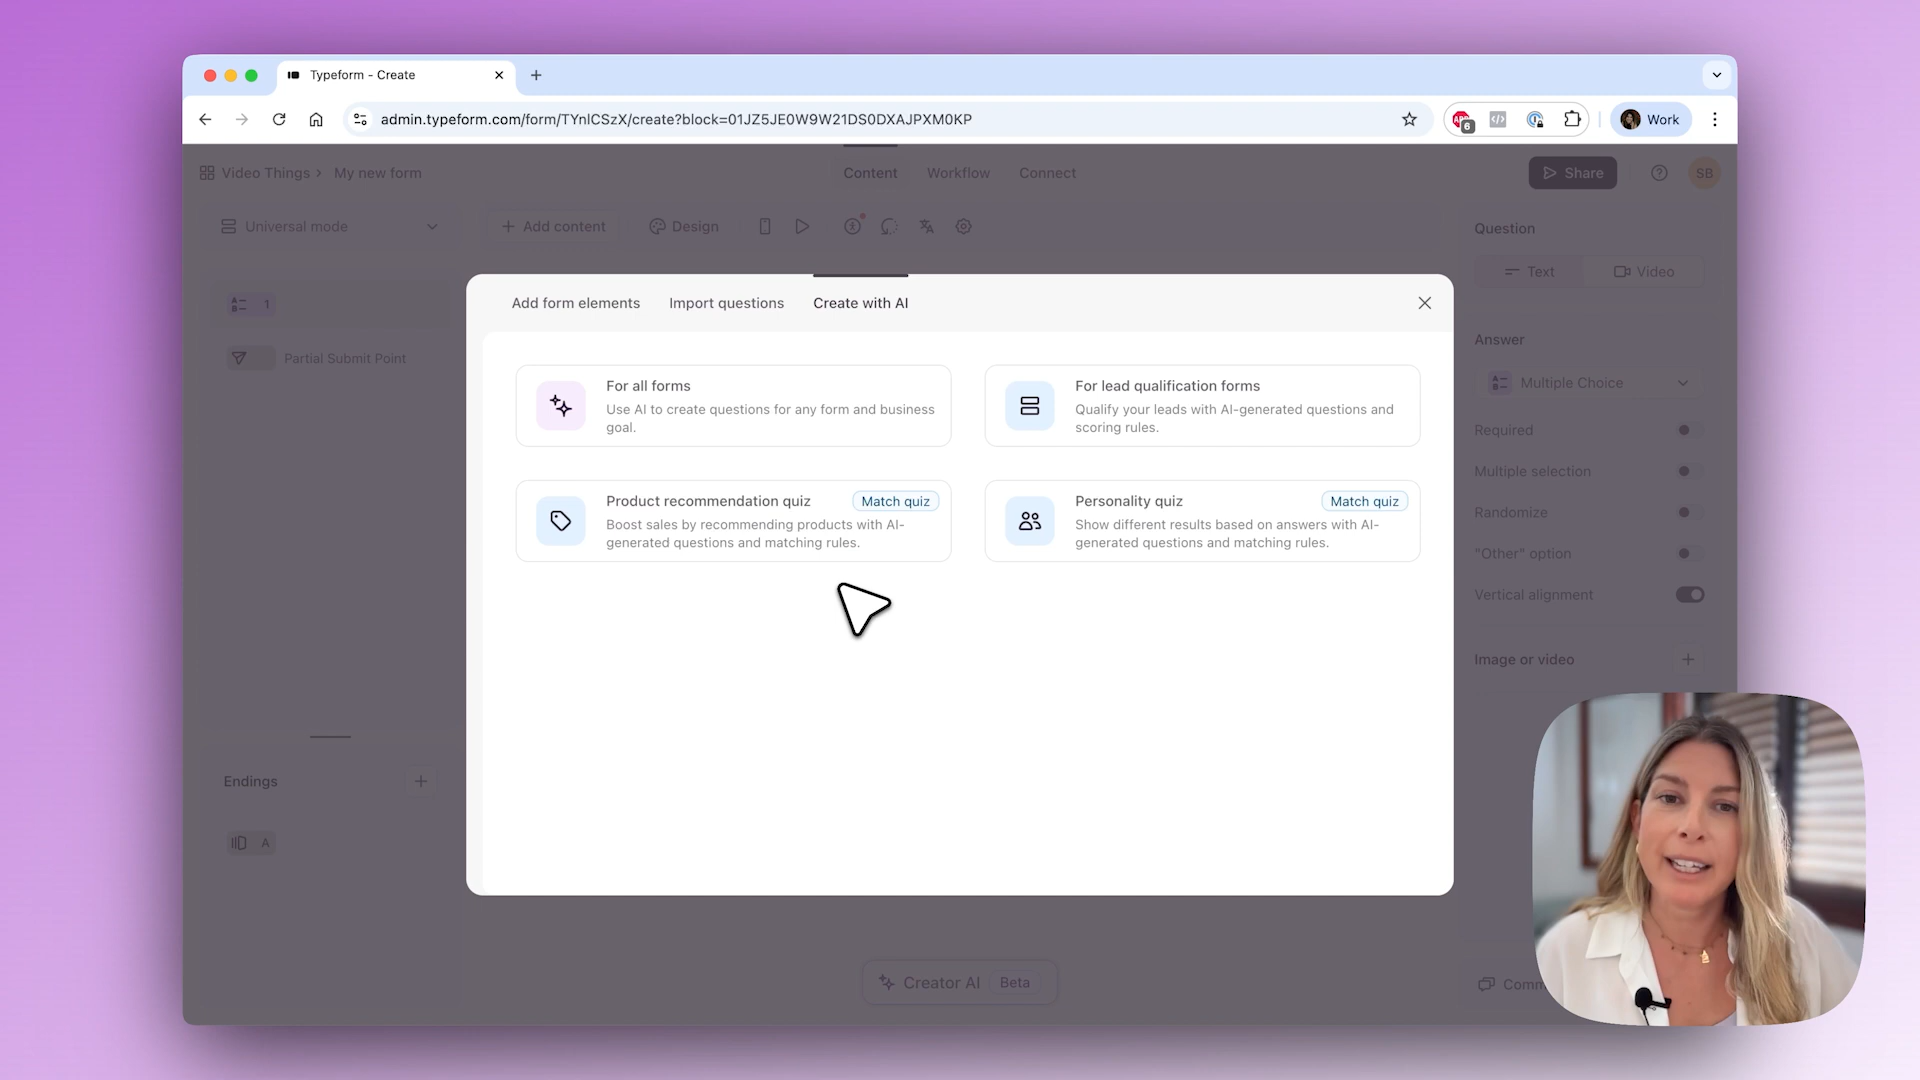 Typeform - Create
admin.typeform.com/form/TYnlCSzX/create?block=01JZ5JE0W9W21DS0DXAJPXM0KP
6
Work
Video Things
My new form
Content
Workflow
Connect
Share
SB
Universal mode
Add content
Design
Question
Text
Video
1
Partial Submit Point
Add form elements
Import questions
Create with AI
For all forms
Use AI to create questions for any form and business
goal.
For lead qualification forms
Qualify your leads with AI-generated questions and
scoring rules.
Product recommendation quiz
Match quiz
Boost sales by recommending products with AI-
generated questions and matching rules.
Personality quiz
Match quiz
Show different results based on answers with AI-
generated questions and matching rules.
Answer
Multiple Choice
Required
Multiple selection
Randomize
"Other" option
Vertical alignment
Image or video
Endings
A
Creator AI
Beta